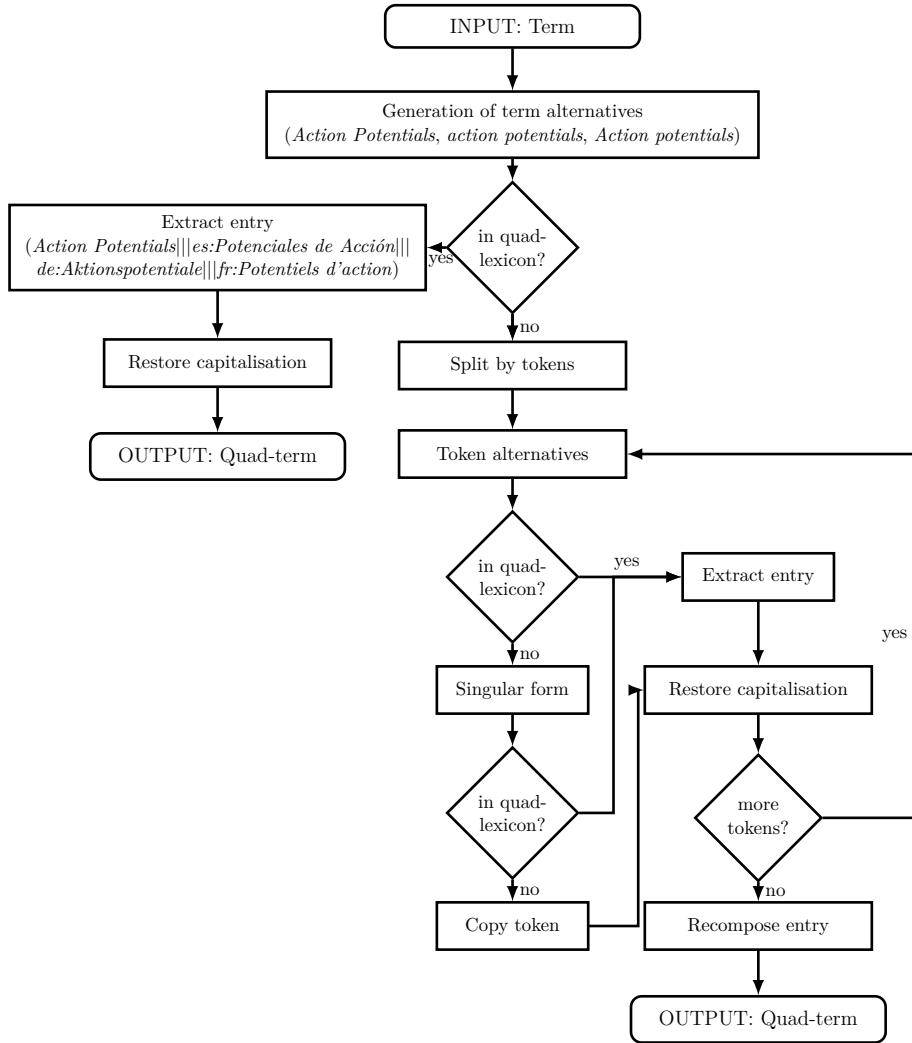 INPUT: Term
Generation of term alternatives
(Action Potentials, action potentials, Action potentials)
in quad-
lexicon?
yes
Extract entry
(Action Potentials|||es:Potenciales de Acción|||
de:Aktionspotentiale|||fr:Potentiels d'action)
no
Restore capitalisation
Split by tokens
OUTPUT: Quad-term
Token alternatives
in quad-
lexicon?
yes
Extract entry
yes
no
Singular form
Restore capitalisation
in quad-
lexicon?
more
tokens?
no
no
Copy token
Recompose entry
OUTPUT: Quad-term